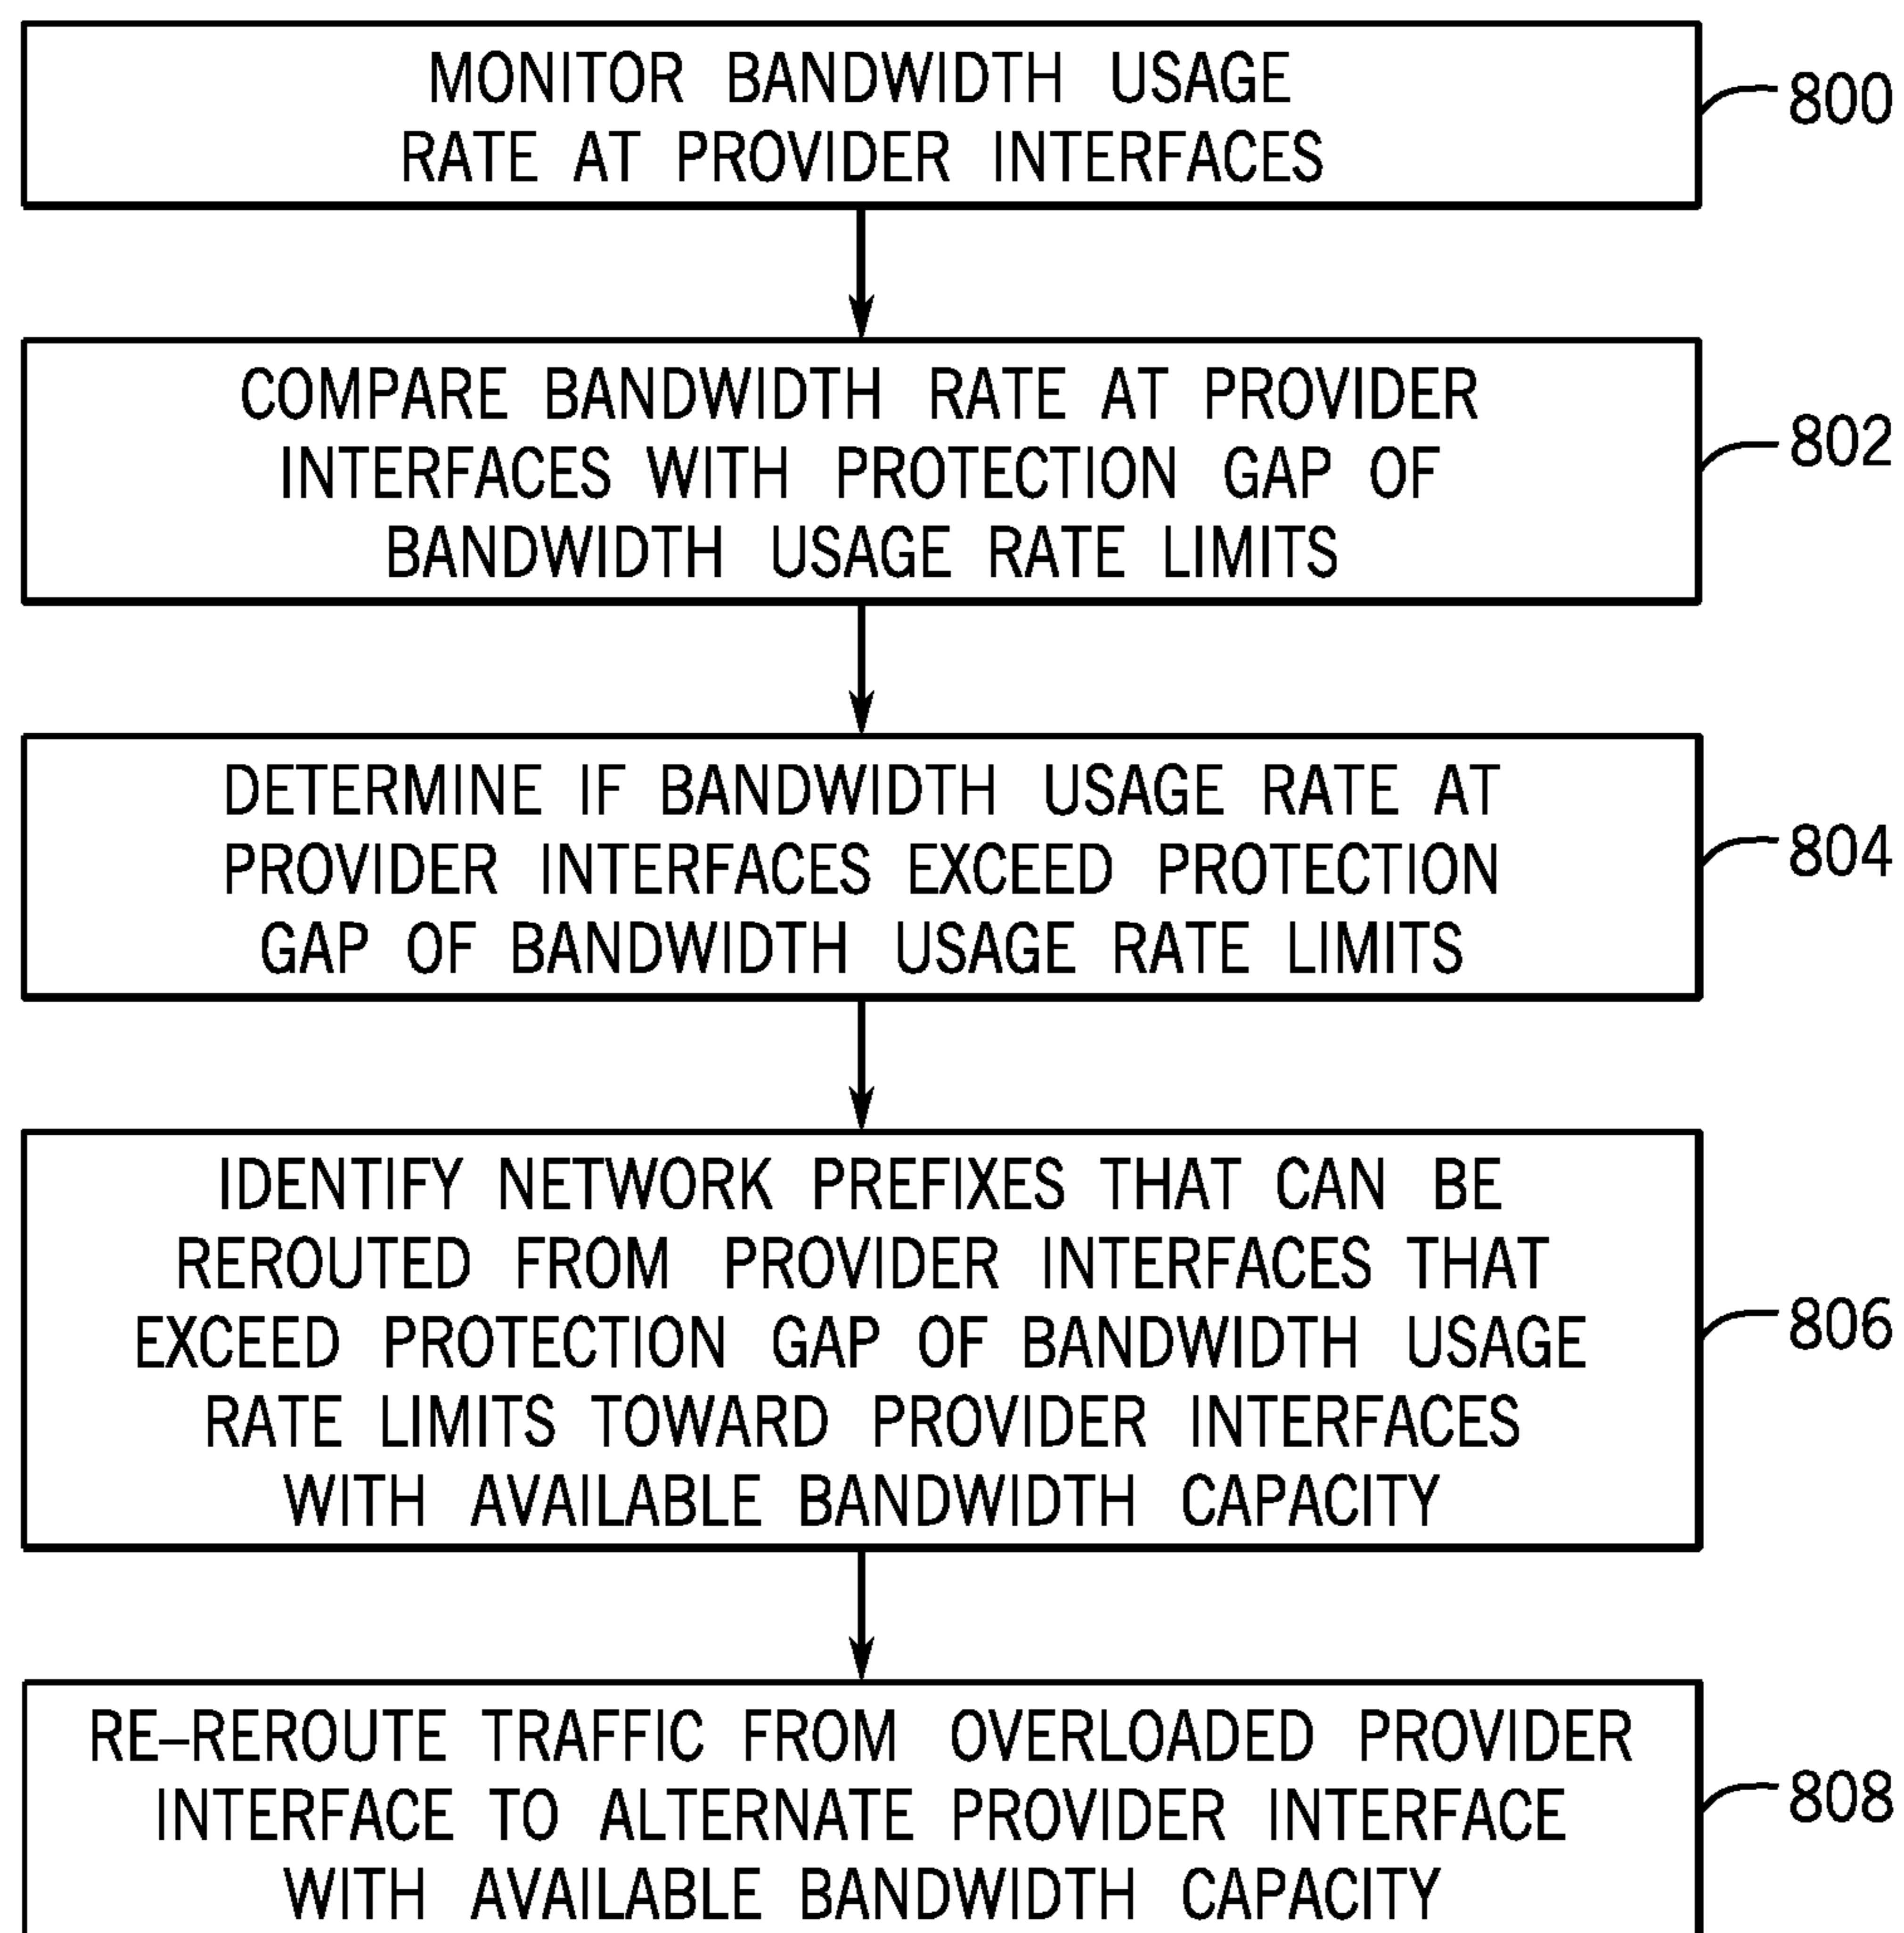 MONITOR BANDWIDTH USAGE
RATE AT PROVIDER INTERFACES
800
COMPARE BANDWIDTH RATE AT PROVIDER
INTERFACES WITH PROTECTION GAP OF
BANDWIDTH USAGE RATE LIMITS
802
DETERMINE IF BANDWIDTH USAGE RATE AT
PROVIDER INTERFACES EXCEED PROTECTION
GAP OF BANDWIDTH USAGE RATE LIMITS
804
IDENTIFY NETWORK PREFIXES THAT CAN BE
REROUTED FROM PROVIDER INTERFACES THAT
EXCEED PROTECTION GAP OF BANDWIDTH USAGE
RATE LIMITS TOWARD PROVIDER INTERFACES
WITH AVAILABLE BANDWIDTH CAPACITY
806
RE-REROUTE TRAFFIC FROM OVERLOADED PROVIDER
INTERFACE TO ALTERNATE PROVIDER INTERFACE
WITH AVAILABLE BANDWIDTH CAPACITY
808